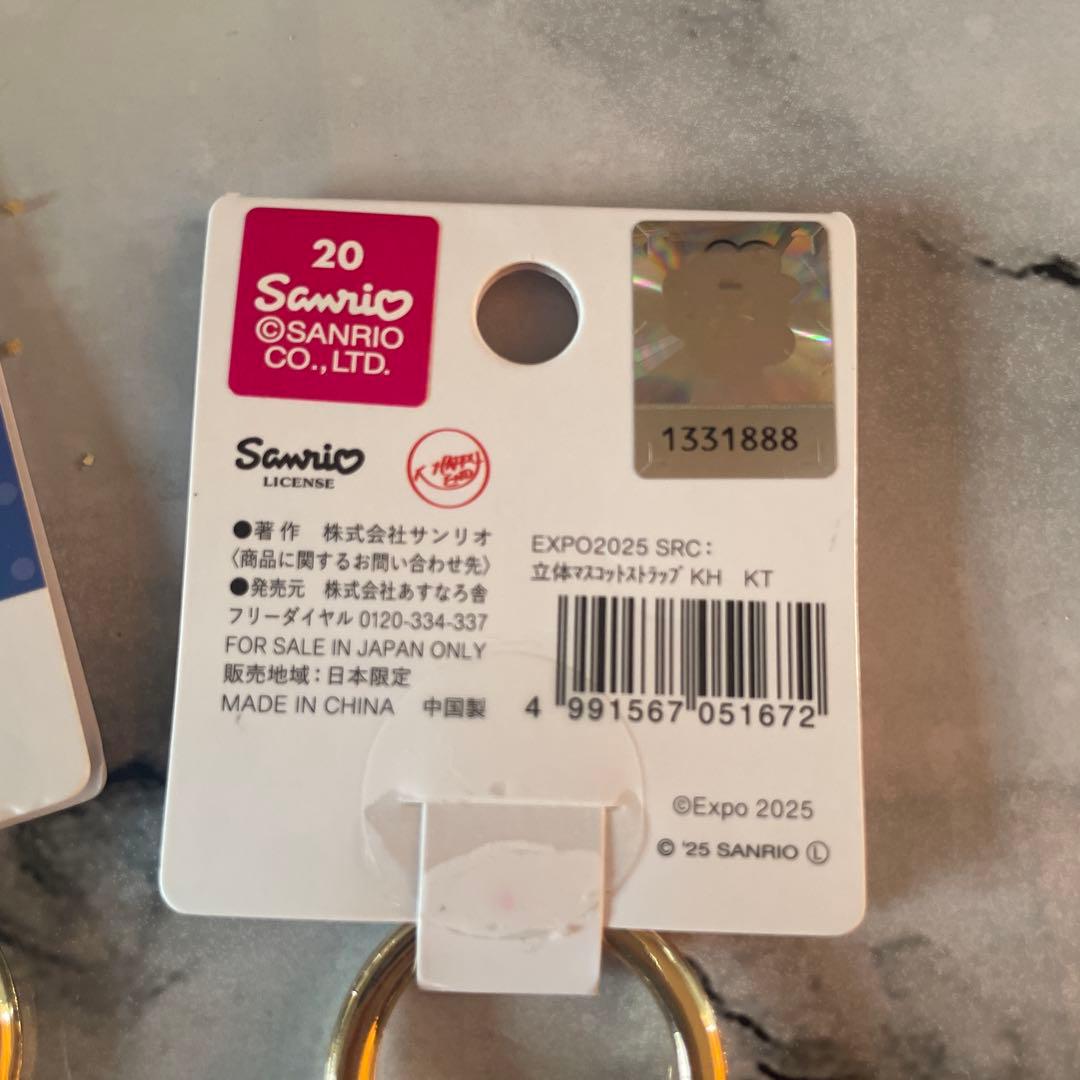 20
Sanrio
©SANRIO
CO.,LTD.
1331888
Sanrio
LICENSE
K HAPPY
END
●著作 株式会社サンリオ
〈商品に関するお問い合わせ先〉
●発売元 株式会社あすなろ舎
フリーダイヤル 0120-334-337
FOR SALE IN JAPAN ONLY
販売地域：日本限定
MADE IN CHINA 中国製
EXPO2025 SRC：
立体ﾏｽｺｯﾄｽﾄﾗｯﾌﾟ KH KT
4 991567 051672
©Expo 2025
© '25 SANRIO Ⓛ